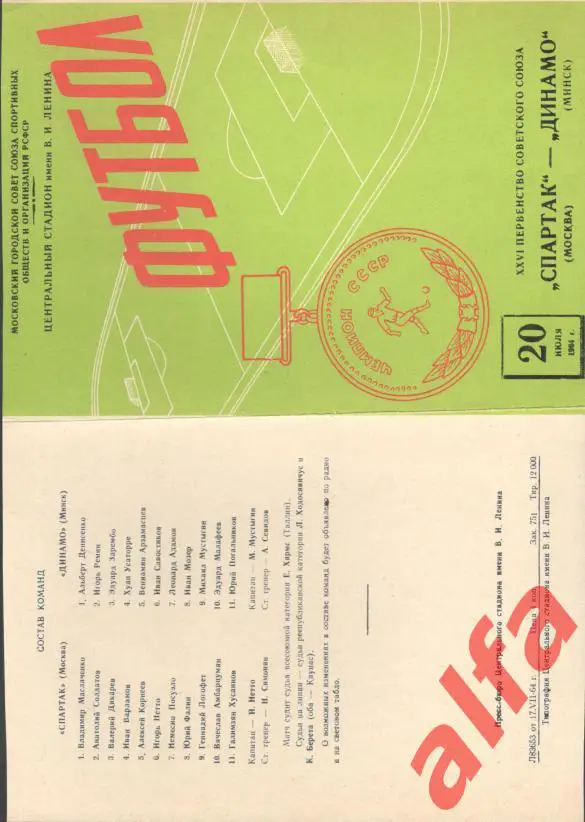 МОСКОВСКИЙ ГОРОДСКОЙ СОВЕТ СОЮЗА СПОРТИВНЫХ
ОБЩЕСТВ И ОРГАНИЗАЦИЙ РСФСР
ЦЕНТРАЛЬНЫЙ СТАДИОН имени В. И. ЛЕНИНА
ФУТБОЛ
ЧЕМПИОН СССР
XXVI ПЕРВЕНСТВО СОВЕТСКОГО СОЮЗА
„СПАРТАК“ — „ДИНАМО“
(МОСКВА) (МИНСК)
20
ИЮЛЯ
1964 г.
СОСТАВ КОМАНД
«СПАРТАК» (Москва)
1. Владимир Маслаченко
2. Анатолий Солдатов
3. Валерий Дикарев
4. Иван Варламов
5. Алексей Корнеев
6. Игорь Нетто
7. Немесио Посуэло
8. Юрий Фалин
9. Геннадий Логофет
10. Вячеслав Амбарцумян
11. Галимзян Хусаинов
Капитан — И. Нетто
Ст. тренер — Н. Симонян
«ДИНАМО» (Минск)
1. Альберт Денисенко
2. Игорь Ремин
3. Эдуард Зарембо
4. Хуан Усаторре
5. Вениамин Арзамасцев
6. Иван Савостиков
7. Леонард Адамов
8. Иван Мозер
9. Михаил Мустыгин
10. Эдуард Малафеев
11. Юрий Погальников
Капитан — М. Мустыгин
Ст. тренер — А. Севидов
Матч судит судья всесоюзной категории Е. Хярмс (Таллин).
Судьи на линии — судьи республиканской категории Л. Ходосявичус и
К. Берета (оба — Каунас).
О возможных изменениях в составе команд будет объявлено по радио
и на световом табло.
Пресс-бюро Центрального стадиона имени В. И. Ленина
Л83653 от 17.VII-64 г. Цена 4 коп. Зак. 751 Тир. 12 000
Типография Центрального стадиона имени В. И. Ленина
alfa